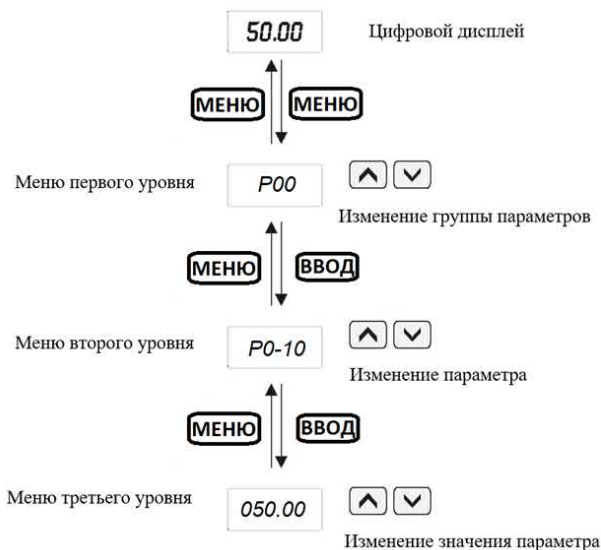 50.00 Цифровой дисплей
МЕНЮ МЕНЮ
Меню первого уровня P00
Изменение группы параметров
МЕНЮ ВВОД
Меню второго уровня P0-10
Изменение параметра
МЕНЮ ВВОД
Меню третьего уровня 050.00
Изменение значения параметра